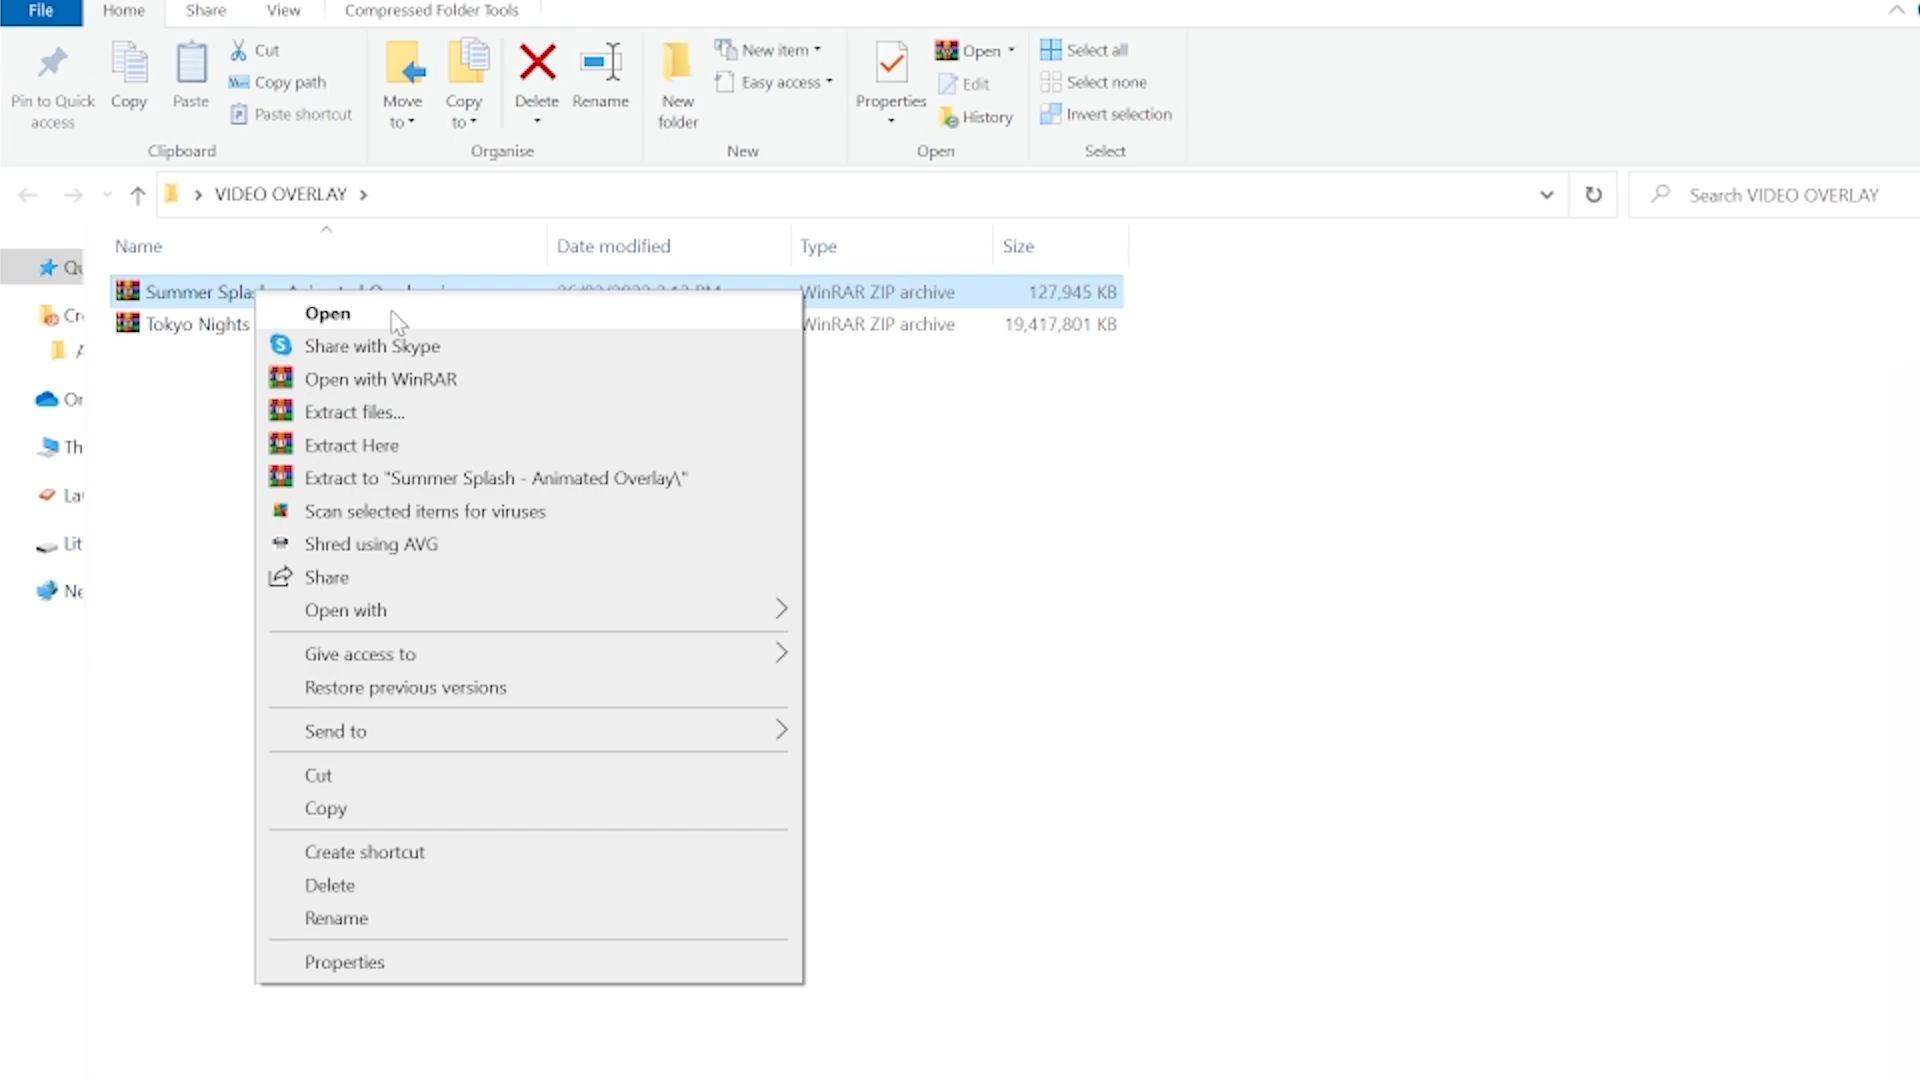 File Home Share View Compressed Folder Tools
Pin to Quick access
Copy
Paste
Cut
Copy path
Paste shortcut
Clipboard
Move to
Copy to
Delete
Rename
Organise
New folder
New item
Easy access
New
Properties
Open
Edit
History
Open
Select all
Select none
Invert selection
Select
VIDEO OVERLAY
Search VIDEO OVERLAY
Name Date modified Type Size
Summer WinRAR ZIP archive 127,945 KB
Tokyo Nights WinRAR ZIP archive 19,417,801 KB
Open
Share with Skype
Open with WinRAR
Extract files...
Extract Here
Extract to "Summer Splash - Animated Overlay\"
Scan selected items for viruses
Shred using AVG
Share
Open with
Give access to
Restore previous versions
Send to
Cut
Copy
Create shortcut
Delete
Rename
Properties